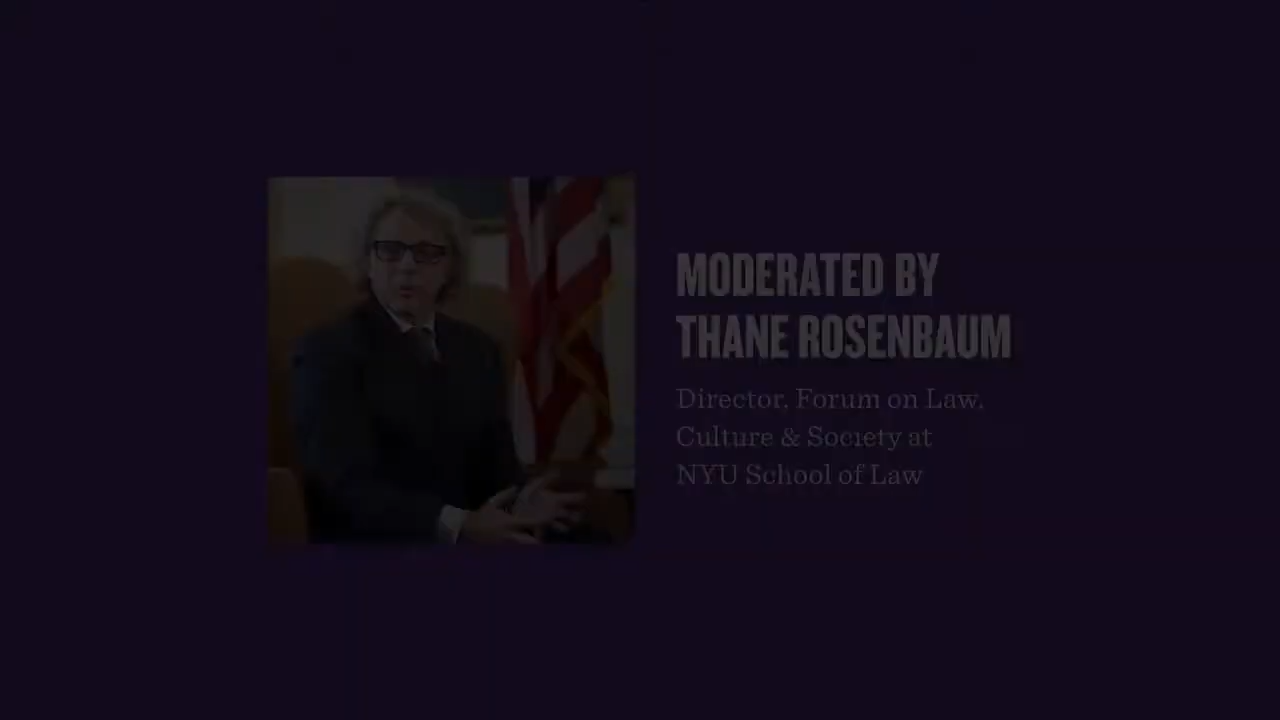 MODERATED BY
THANE ROSENBAUM
Director, Forum on Law,
Culture & Society at
NYU School of Law